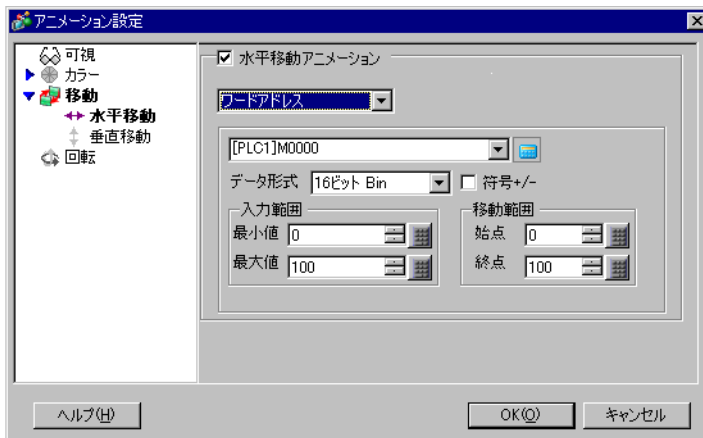 アニメーション設定
可視
カラー
移動
水平移動
垂直移動
回転
水平移動アニメーション
ワードアドレス
[PLC1]M0000
データ形式 16ビット Bin 符号+/-
入力範囲 移動範囲
最小値 0 始点 0
最大値 100 終点 100
ヘルプ(H) OK(O) キャンセル